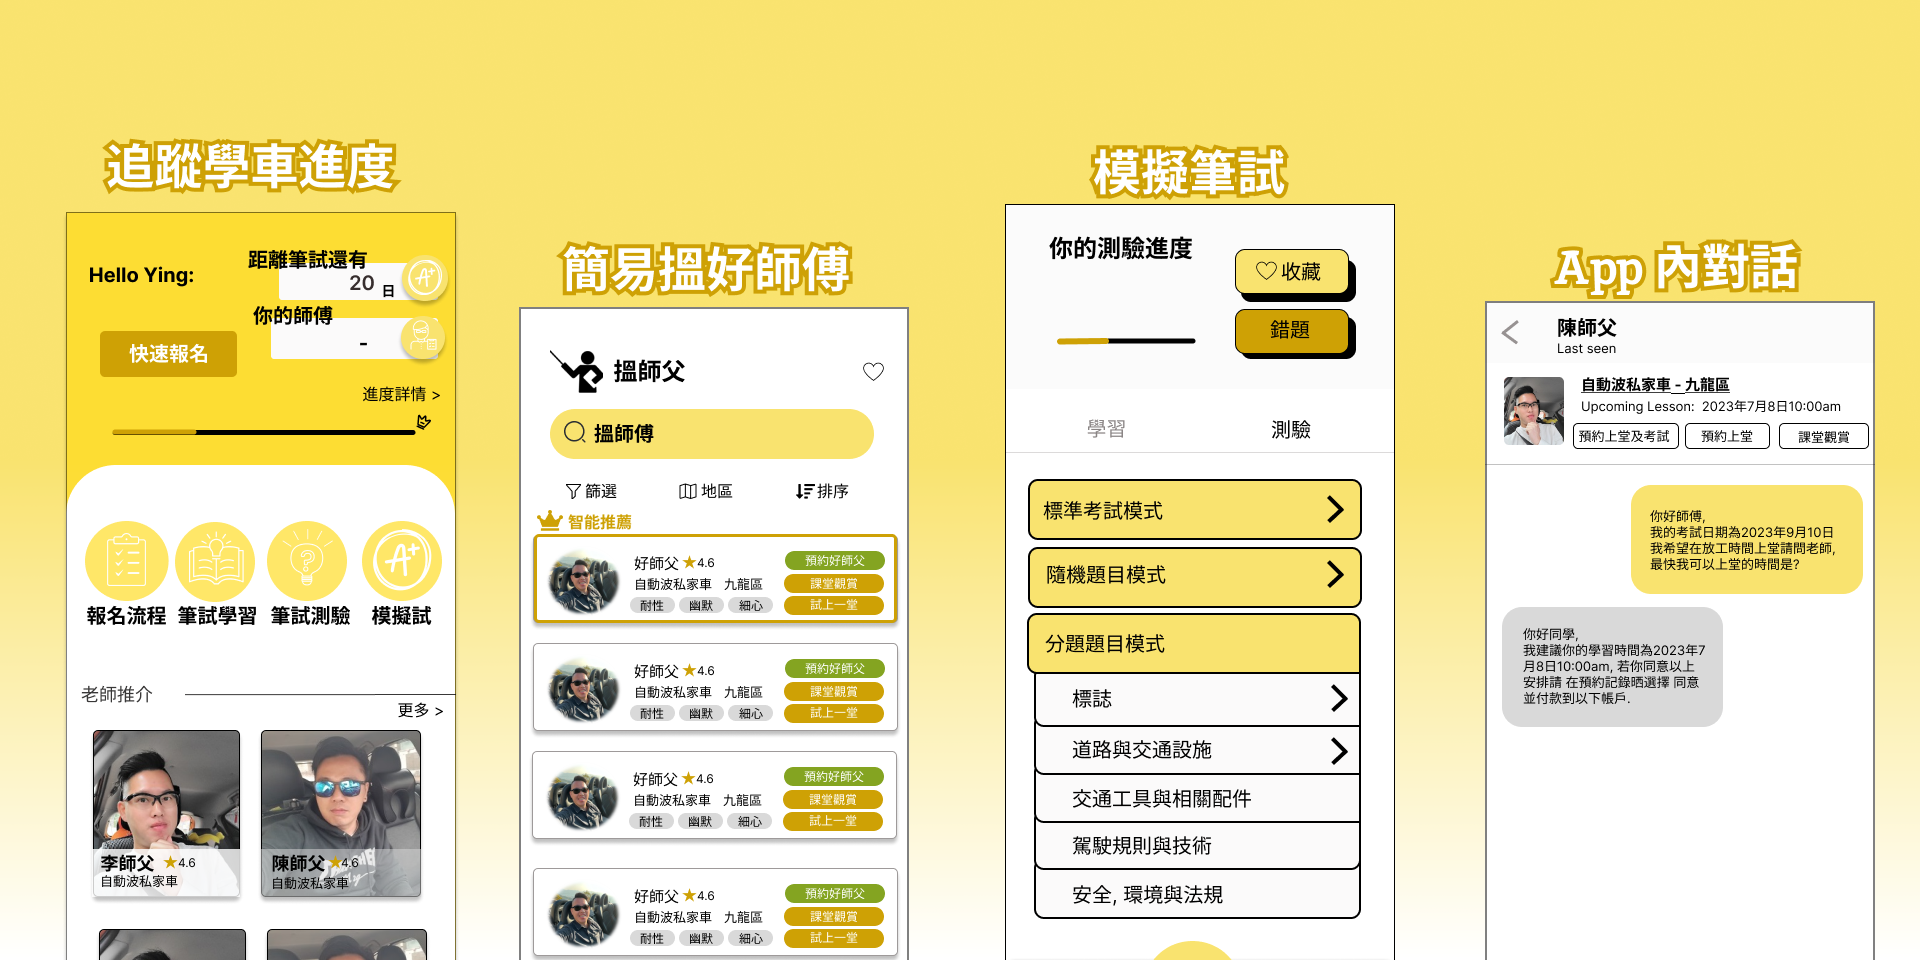 追蹤學車進度
Hello Ying:
距離筆試還有
20 日
你的師傅
-
快速報名
進度詳情 >
報名流程
筆試學習
筆試測驗
模擬試
老師推介
更多 >
李師父 ★4.6
自動波私家車
陳師父 ★4.6
自動波私家車
簡易搵好師傅
搵師父
搵師傅
篩選
地區
排序
智能推薦
好師父 ★4.6
自動波私家車 九龍區
耐性 幽默 細心
預約好師父
課堂觀賞
試上一堂
好師父 ★4.6
自動波私家車 九龍區
耐性 幽默 細心
預約好師父
課堂觀賞
試上一堂
好師父 ★4.6
自動波私家車 九龍區
耐性 幽默 細心
預約好師父
課堂觀賞
試上一堂
好師父 ★4.6
自動波私家車 九龍區
耐性 幽默 細心
預約好師父
課堂觀賞
試上一堂
模擬筆試
你的測驗進度
收藏
錯題
學習
測驗
標準考試模式
隨機題目模式
分題題目模式
標誌
道路與交通設施
交通工具與相關配件
駕駛規則與技術
安全, 環境與法規
App 內對話
陳師父
Last seen
自動波私家車 - 九龍區
Upcoming Lesson: 2023年7月8日10:00am
預約上堂及考試
預約上堂
課堂觀賞
你好師傅,
我的考試日期為2023年9月10日
我希望在放工時間上堂請問老師,
最快我可以上堂的時間是?
你好同學,
我建議你的學習時間為2023年7
月8日10:00am, 若你同意以上
安排請 在預約記錄晒選擇 同意
並付款到以下帳戶.
A+
A+